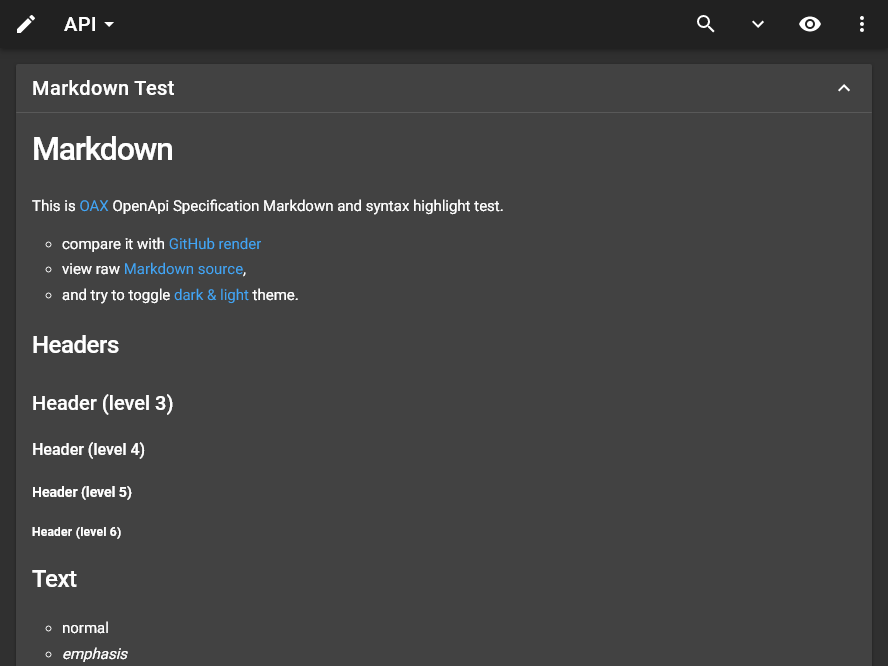 API
Markdown Test
Markdown
This is OAX OpenApi Specification Markdown and syntax highlight test.
compare it with GitHub render
view raw Markdown source,
and try to toggle dark & light theme.
Headers
Header (level 3)
Header (level 4)
Header (level 5)
Header (level 6)
Text
normal
emphasis